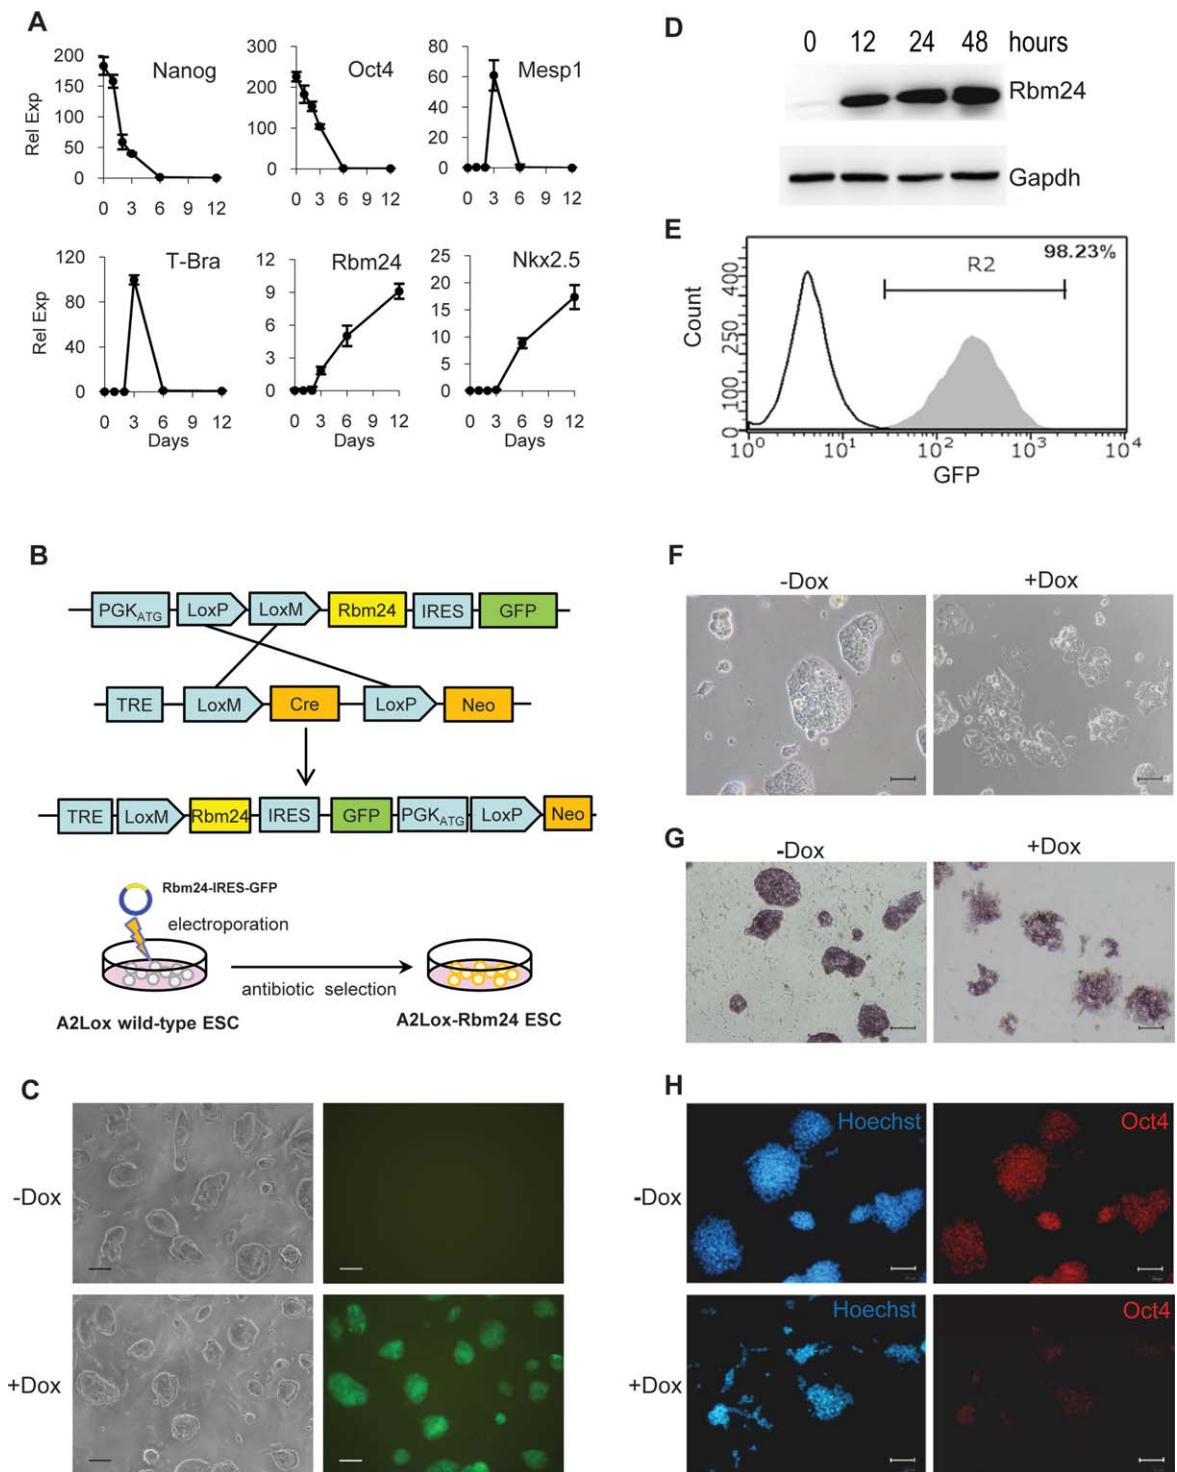 A
Nanog
Oct4
Mesp1
Rel Exp
200
150
100
50
0
300
200
100
0
80
60
40
20
0
0 3 6 9 12
0 3 6 9 12
0 3 6 9 12
T-Bra
Rbm24
Nkx2.5
Rel Exp
120
80
40
0
12
9
6
3
0
25
20
15
10
5
0
0 3 6 9 12
0 3 6 9 12
0 3 6 9 12
Days
Days
Days
B
PGKATG LoxP LoxM Rbm24 IRES GFP
TRE LoxM Cre LoxP Neo
TRE LoxM Rbm24 IRES GFP PGKATG LoxP Neo
Rbm24-IRES-GFP
electroporation
antibiotic selection
A2Lox wild-type ESC
A2Lox-Rbm24 ESC
C
-Dox
+Dox
D
0 12 24 48 hours
Rbm24
Gapdh
E
98.23%
R2
Count
400
250
100
0
10⁰ 10¹ 10² 10³ 10⁴
GFP
F
-Dox +Dox
G
-Dox +Dox
H
-Dox
Hoechst
Oct4
+Dox
Hoechst
Oct4